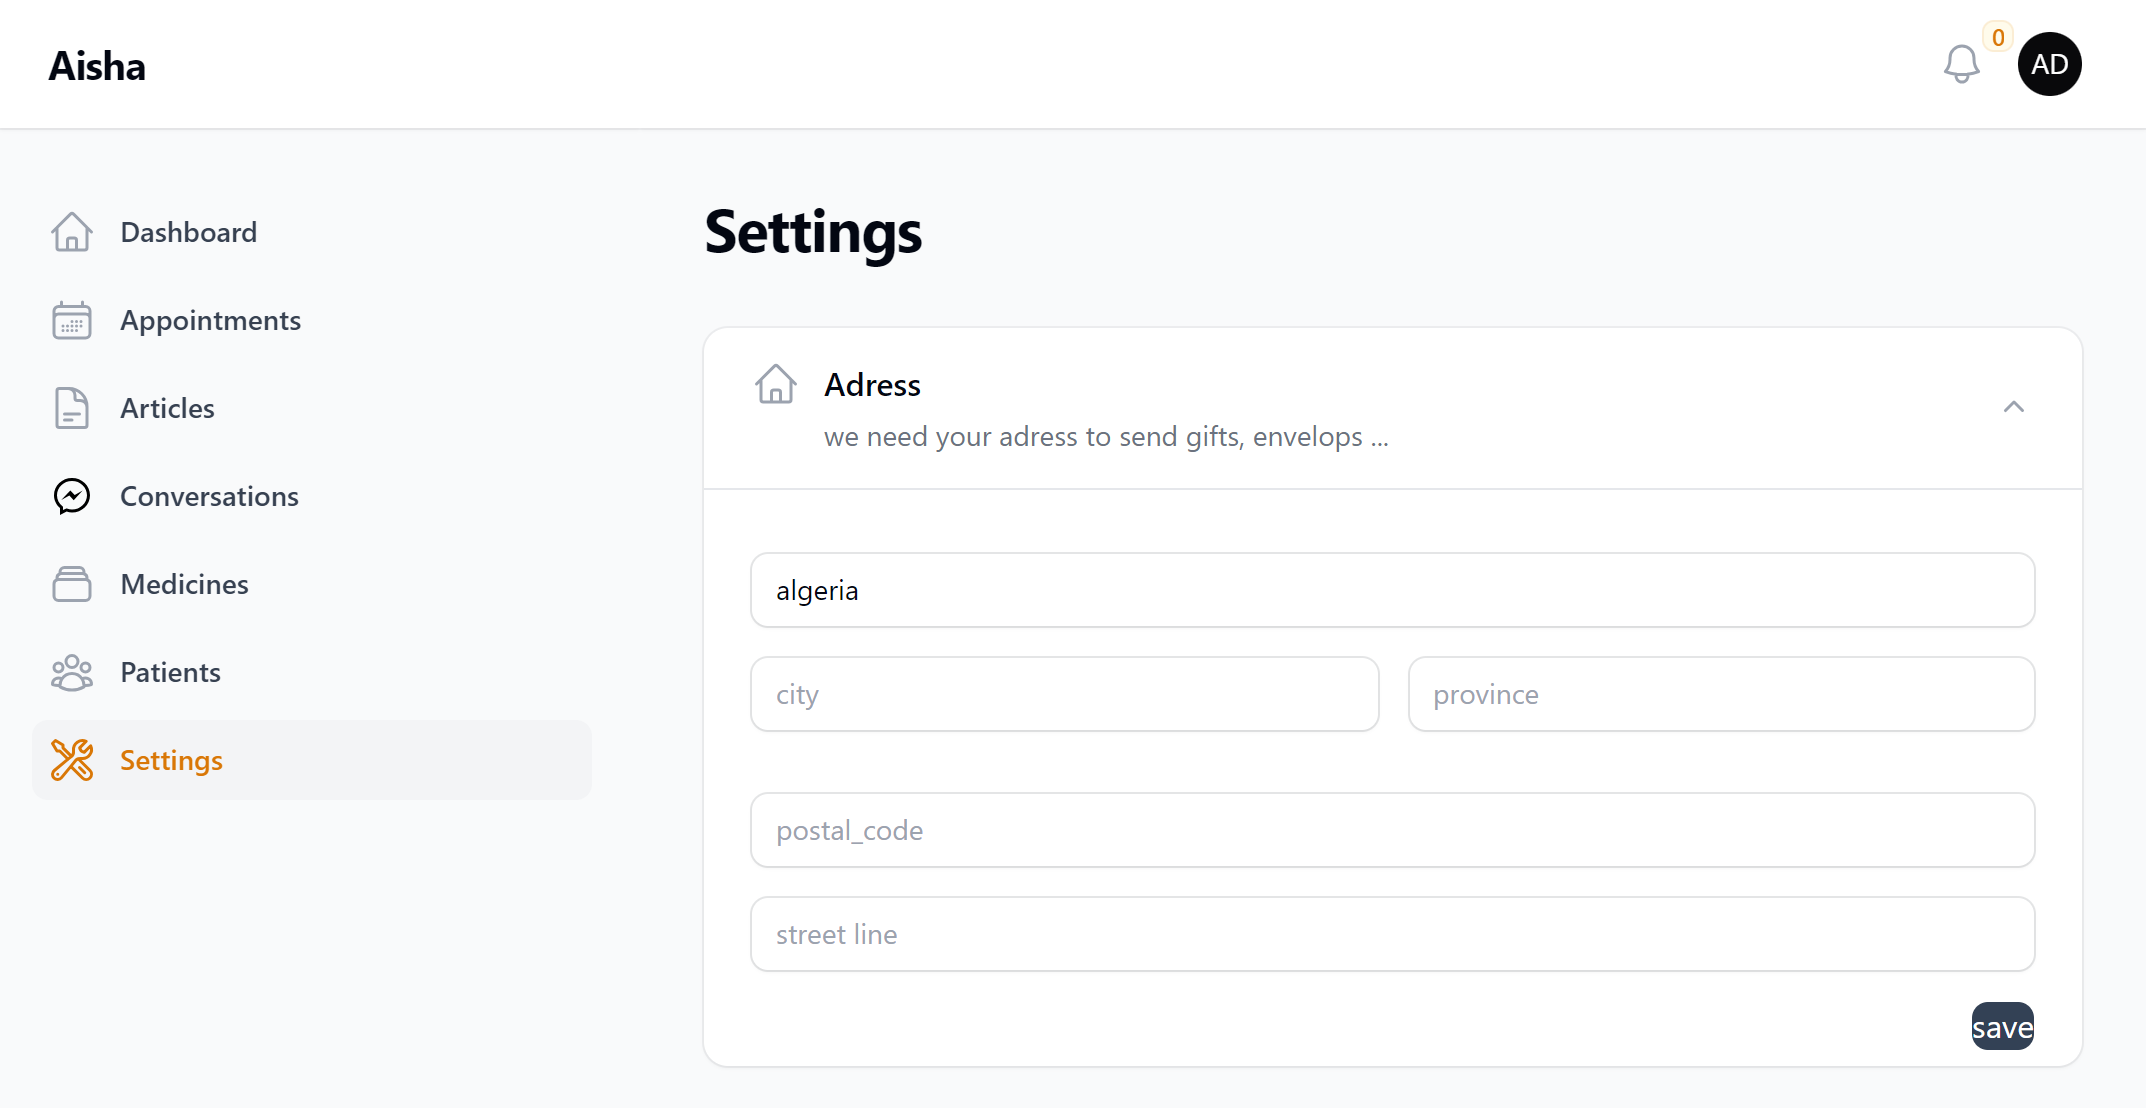 Aisha
0
AD
Dashboard
Appointments
Articles
Conversations
Medicines
Patients
Settings
Settings
Adress
we need your adress to send gifts, envelops ...
algeria
city
province
postal_code
street line
save